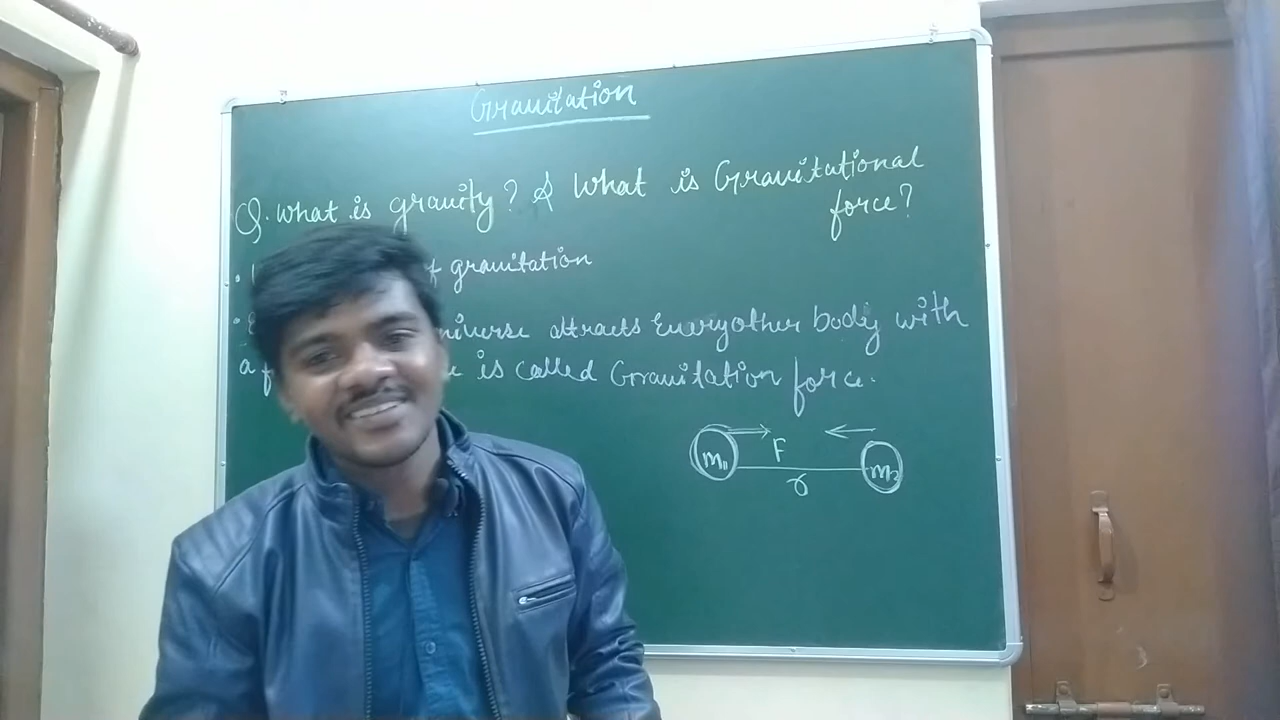 Gravitation
Q. What is gravity? & What is Gravitational
force?
f gravitation
niverse attracts Everyother body with
a f is called Gravitation force.
F
m1 m2
r